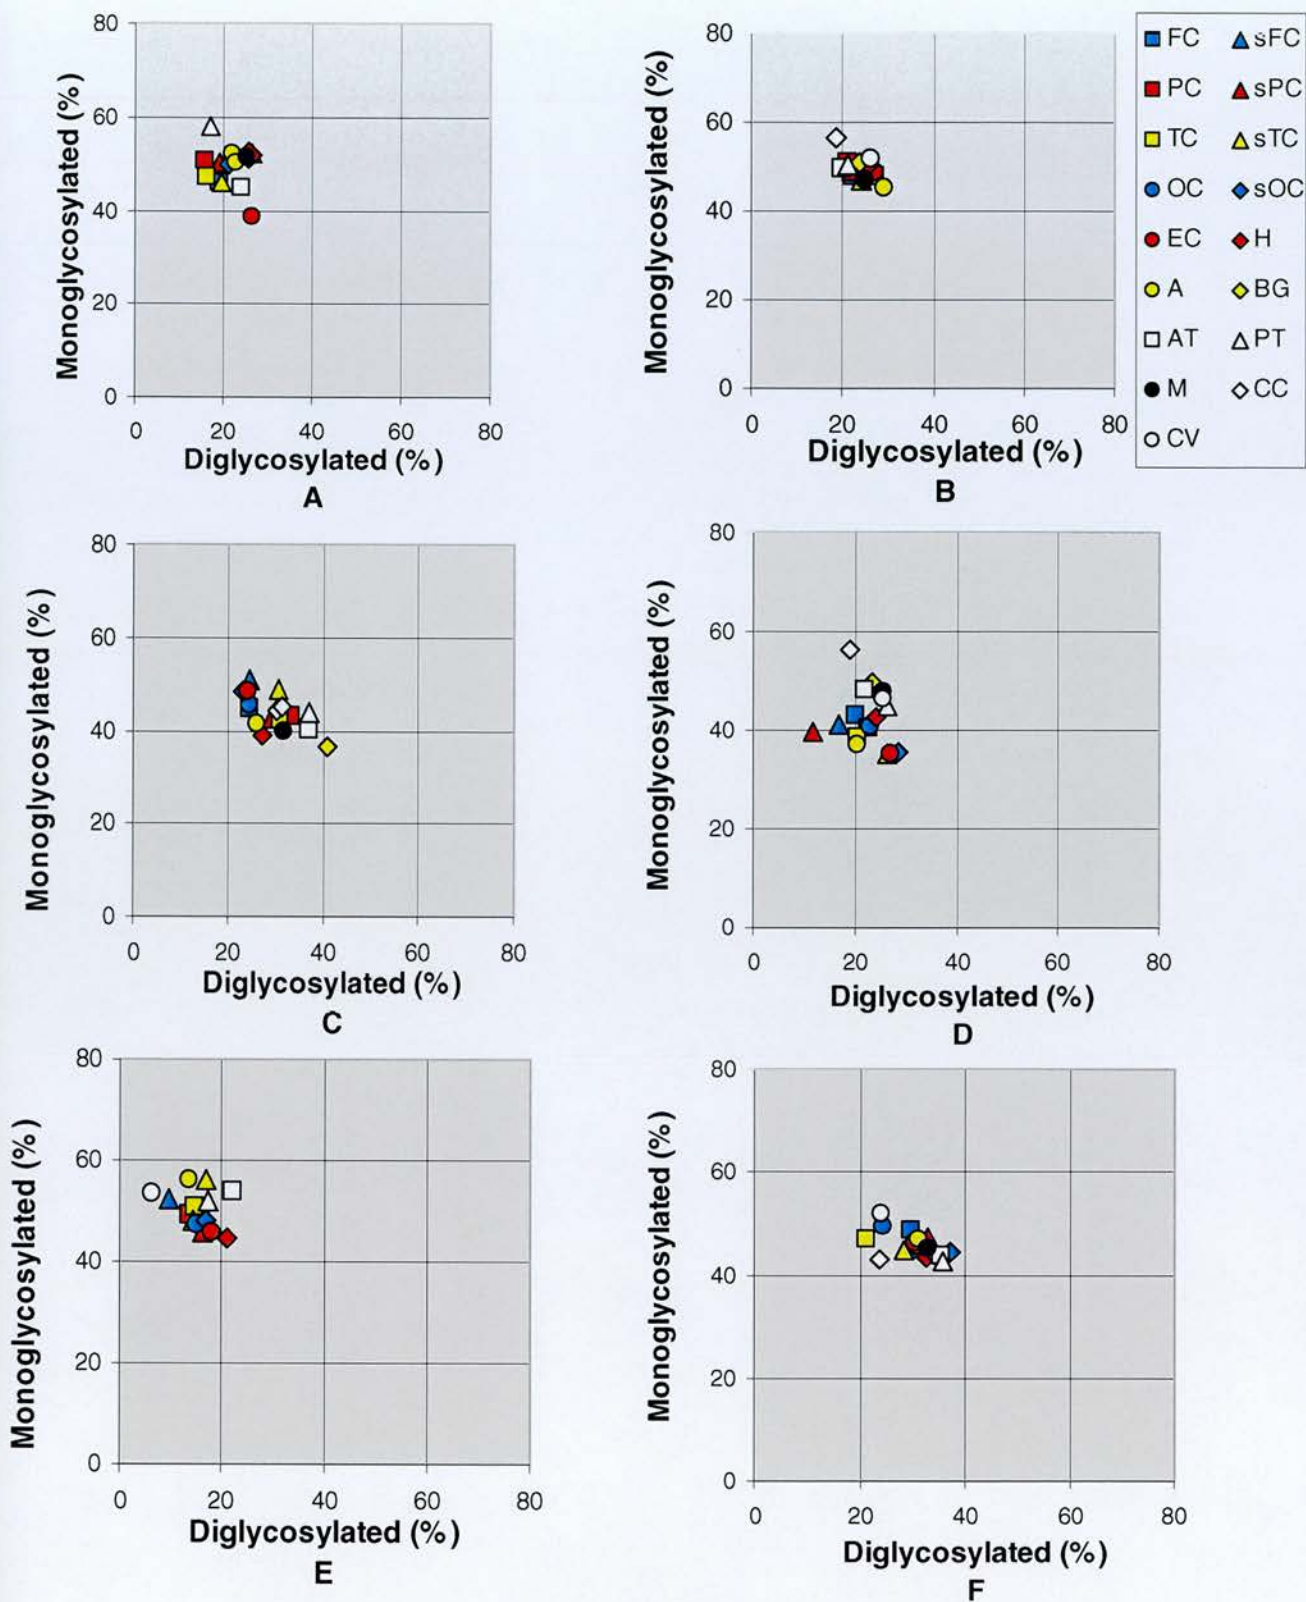 80
60
40
20
0
Monoglycosylated (%)
0 20 40 60 80
Diglycosylated (%)
A
80
60
40
20
0
Monoglycosylated (%)
0 20 40 60 80
Diglycosylated (%)
B
FC sFC
PC sPC
TC sTC
OC sOC
EC H
A BG
AT PT
M CC
CV
80
60
40
20
0
Monoglycosylated (%)
0 20 40 60 80
Diglycosylated (%)
C
80
60
40
20
0
Monoglycosylated (%)
0 20 40 60 80
Diglycosylated (%)
D
80
60
40
20
0
Monoglycosylated (%)
0 20 40 60 80
Diglycosylated (%)
E
80
60
40
20
0
Monoglycosylated (%)
0 20 40 60 80
Diglycosylated (%)
F